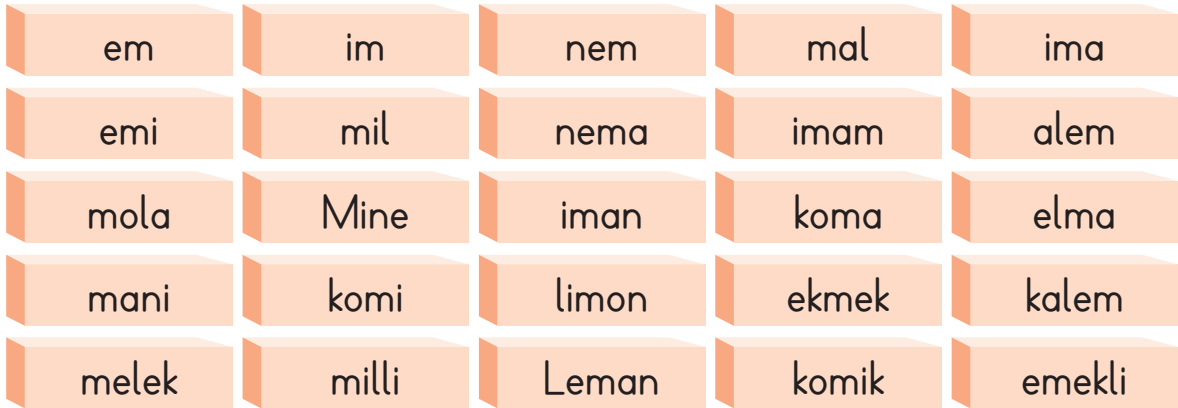 em im nem mal ima
emi mil nema imam alem
mola Mine iman koma elma
mani komi limon ekmek kalem
melek milli Leman komik emekli